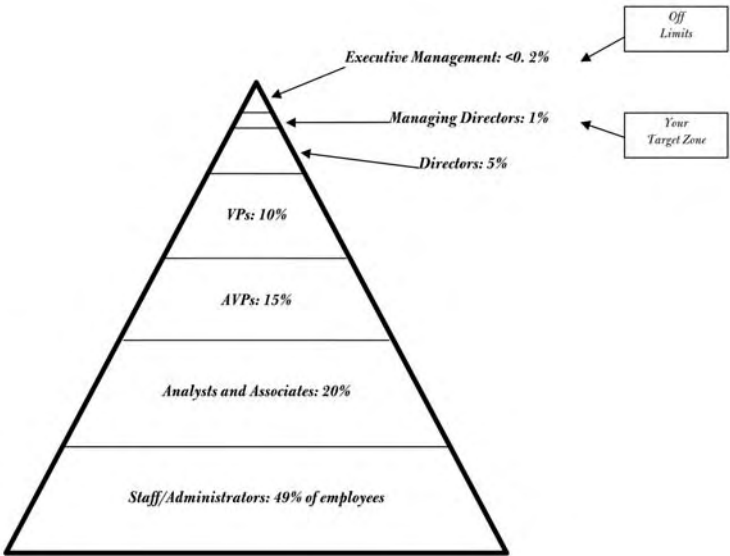 Off
Limits
Executive Management: <0. 2%
Managing Directors: 1%
Your
Target Zone
Directors: 5%
VPs: 10%
AVPs: 15%
Analysts and Associates: 20%
Staff/Administrators: 49% of employees